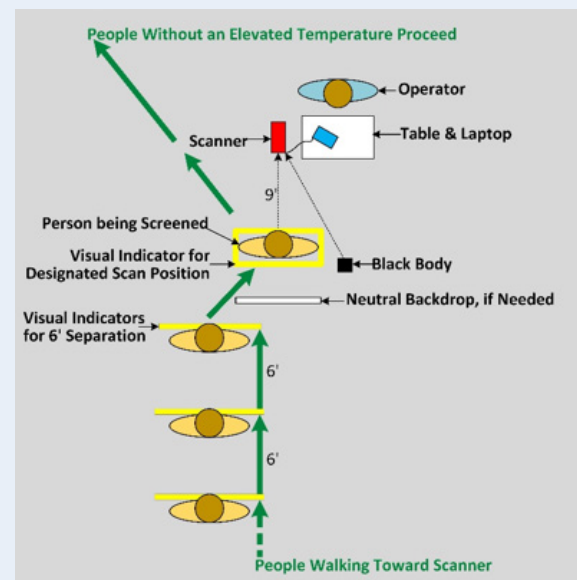 People Without an Elevated Temperature Proceed
Operator
Scanner
Table & Laptop
9'
Person being Screened
Visual Indicator for
Designated Scan Position
Black Body
Neutral Backdrop, if Needed
Visual Indicators
for 6' Separation
6'
6'
People Walking Toward Scanner